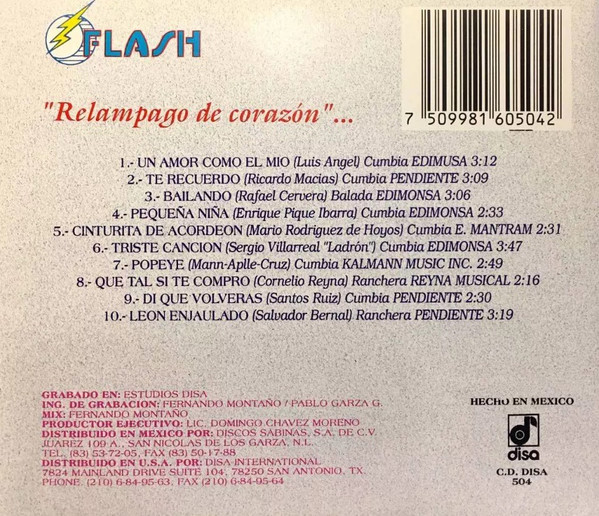 FLASH
7 509981 605042
"Relampago de corazón"...
1.- UN AMOR COMO EL MIO (Luis Angel) Cumbia EDIMUSA 3:12
2.- TE RECUERDO (Ricardo Macias) Cumbia PENDIENTE 3:09
3.- BAILANDO (Rafael Cervera) Balada EDIMONSA 3:06
4.- PEQUEÑA NIÑA (Enrique Pique Ibarra) Cumbia EDIMONSA 2:33
5.- CINTURITA DE ACORDEON (Mario Rodriguez de Hoyos) Cumbia E. MANTRAM 2:31
6.- TRISTE CANCION (Sergio Villarreal "Ladrón") Cumbia EDIMONSA 3:47
7.- POPEYE (Mann-Aplle-Cruz) Cumbia KALMANN MUSIC INC. 2:49
8.- QUE TAL SI TE COMPRO (Cornelio Reyna) Ranchera REYNA MUSICAL 2:16
9.- DI QUE VOLVERAS (Santos Ruiz) Cumbia PENDIENTE 2:30
10.- LEON ENJAULADO (Salvador Bernal) Ranchera PENDIENTE 3:19
GRABADO EN: ESTUDIOS DISA
ING. DE GRABACION: FERNANDO MONTAÑO / PABLO GARZA G.
MIX: FERNANDO MONTAÑO
PRODUCTOR EJECUTIVO: LIC. DOMINGO CHAVEZ MORENO
DISTRIBUIDO EN MEXICO POR: DISCOS SABINAS, S.A. DE C.V.
JUAREZ 109-A., SAN NICOLAS DE LOS GARZA, N.L.
TEL, (83) 53-72-05, FAX (83) 50-17-88
DISTRIBUIDO EN U.S.A. POR: DISA INTERNATIONAL
7824 MAINLAND DRIVE SUITE 104, 78250 SAN ANTONIO, TX.
PHONE: (210) 6-84-95-63, FAX (210) 6-84-95-64
HECHO EN MEXICO
disa
C.D. DISA
504